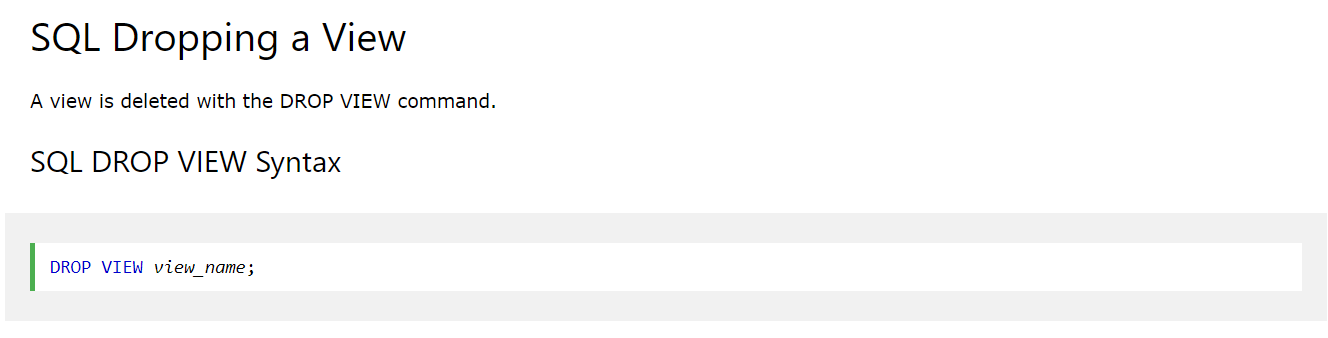 SQL Dropping a View
A view is deleted with the DROP VIEW command.
SQL DROP VIEW Syntax
DROP VIEW view_name;